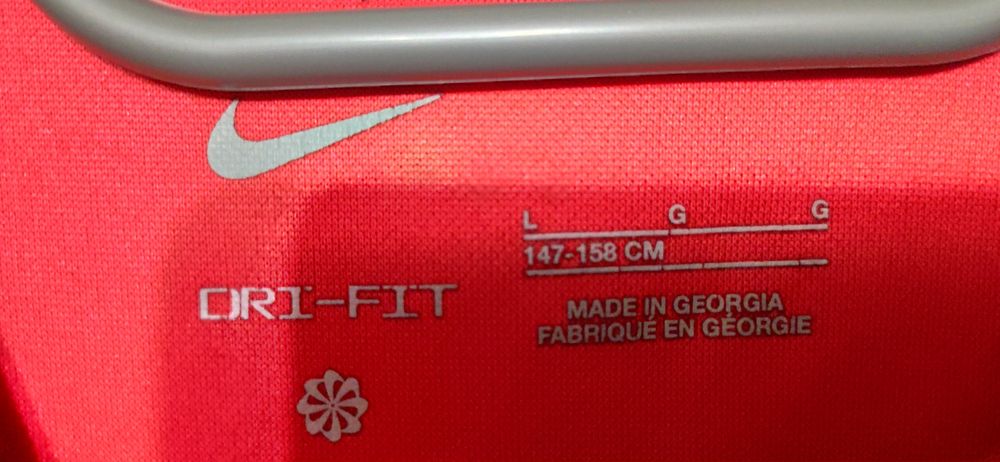 L G G
147-158 CM
DRI-FIT
MADE IN GEORGIA
FABRIQUÉ EN GÉORGIE